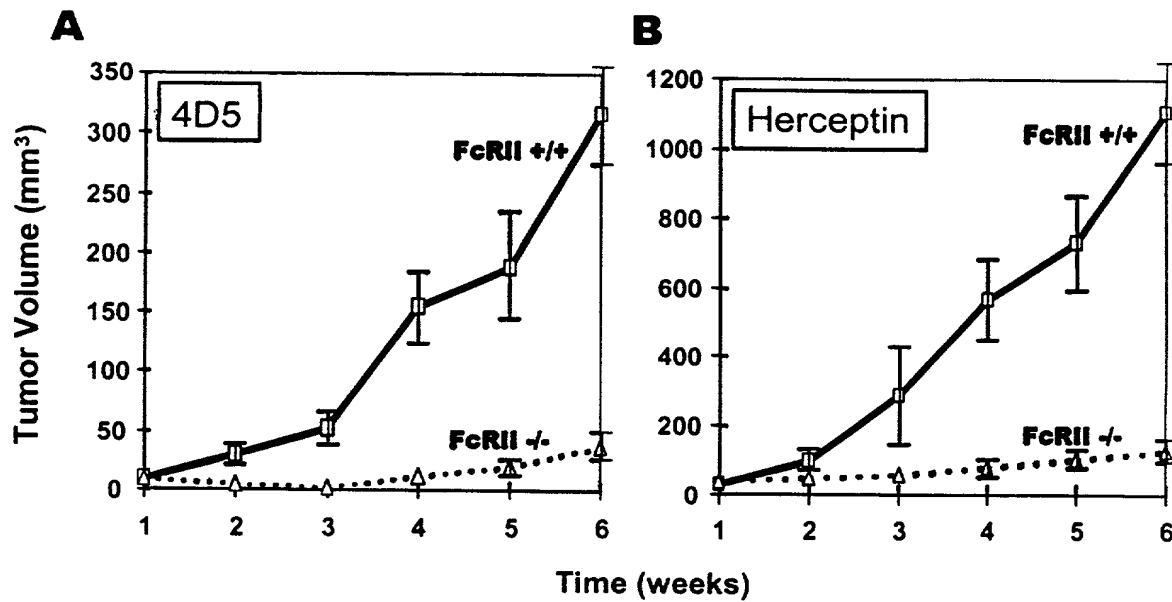 A
B
350
300
250
200
150
100
50
0
1200
1000
800
600
400
200
0
4D5
Herceptin
FcRII +/+
FcRII +/+
FcRII -/-
FcRII -/-
Tumor Volume (mm³)
1 2 3 4 5 6
1 2 3 4 5 6
Time (weeks)